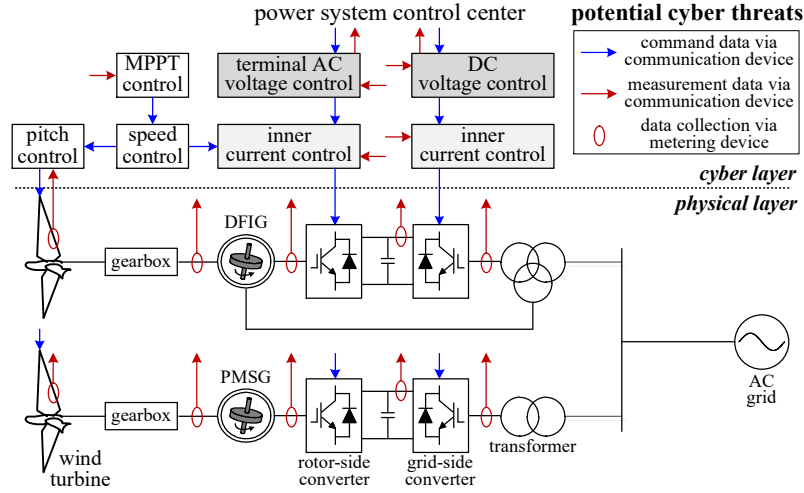 power system control center
potential cyber threats
MPPT
control
terminal AC
voltage control
DC
voltage control
command data via
communication device
measurement data via
communication device
data collection via
metering device
pitch
control
speed
control
inner
current control
inner
current control
cyber layer
physical layer
DFIG
gearbox
PMSG
gearbox
AC
grid
wind
turbine
rotor-side
converter
grid-side
converter
transformer